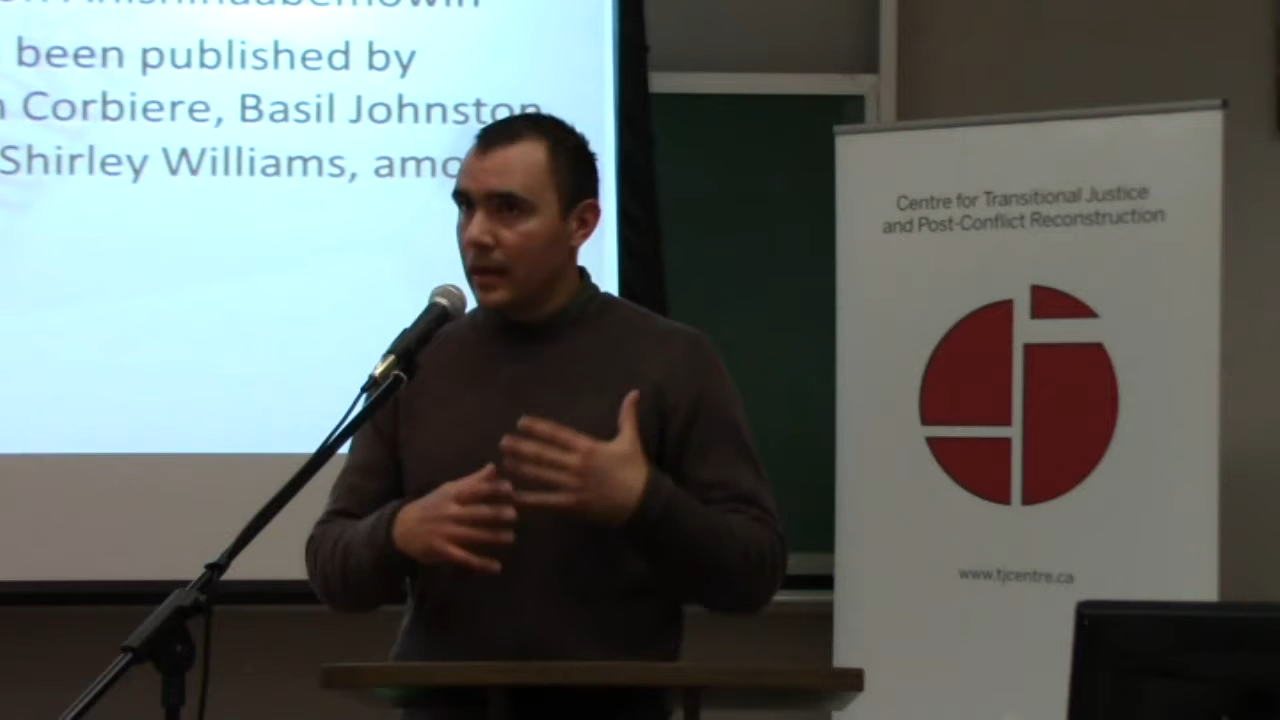 Anishinaabemowin
been published by
Corbiere, Basil Johnston
Shirley Williams,
Centre for Transitional Justice
and Post-Conflict Reconstruction
www.tjcentre.ca